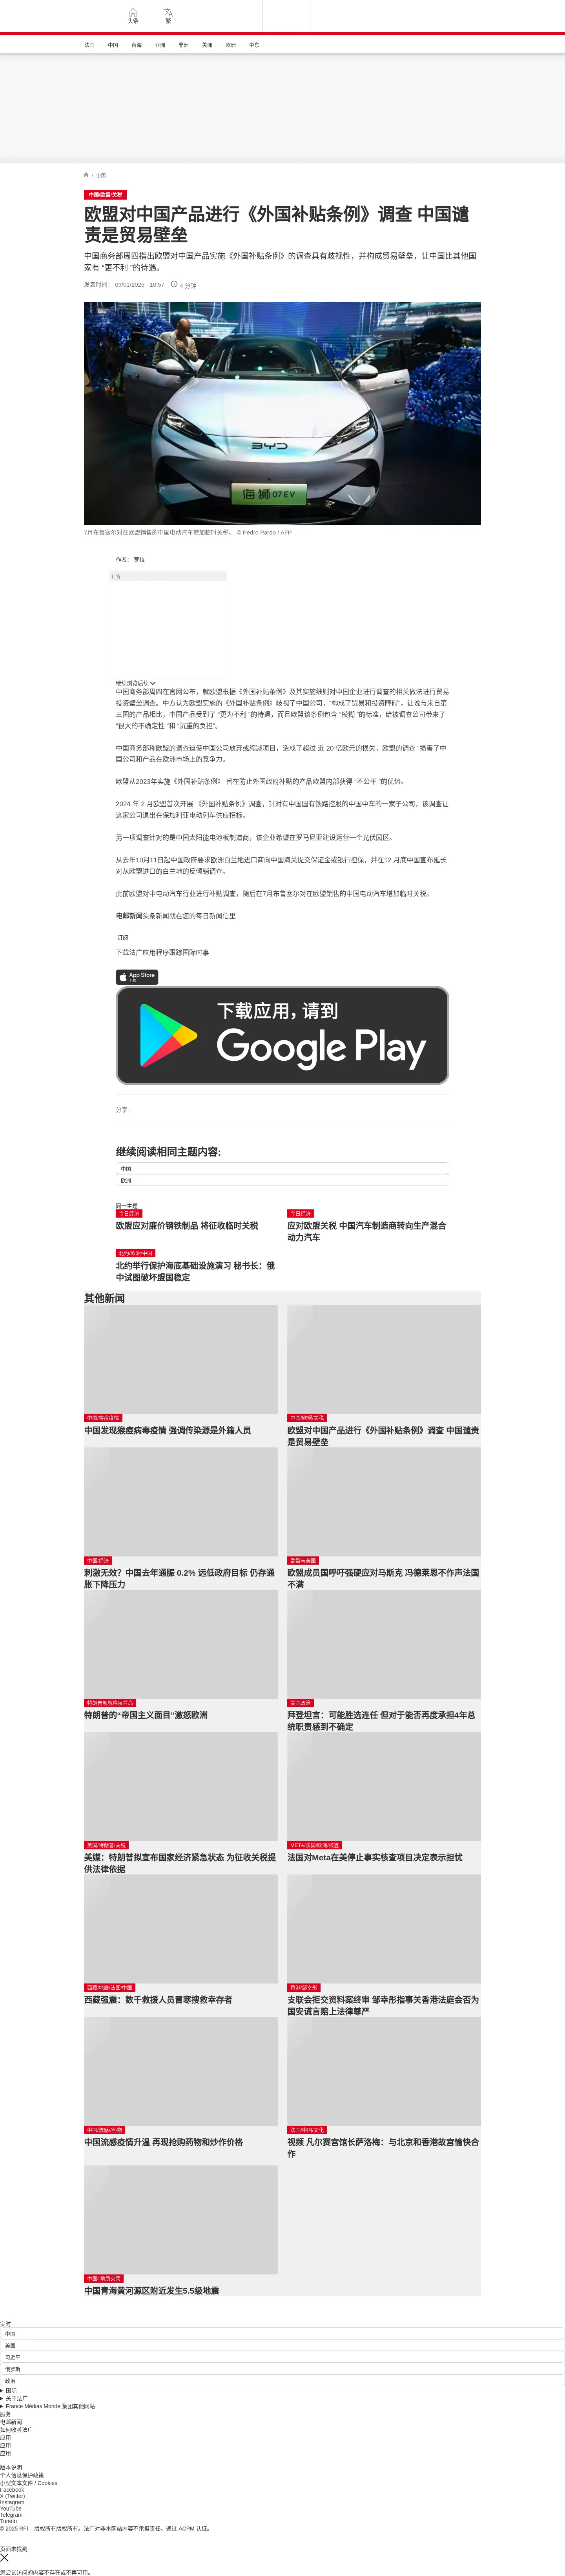 头条
繁
法国
中国
台海
亚洲
非洲
美洲
欧洲
中东
/ 中国
中国/欧盟/关税
欧盟对中国产品进行《外国补贴条例》调查 中国谴
责是贸易壁垒
中国商务部周四指出欧盟对中国产品实施《外国补贴条例》的调查具有歧视性，并构成贸易壁垒，让中国比其他国
家有 “更不利 ”的待遇。
发表时间： 09/01/2025 - 10:57
4 分钟
BYD
海狮07EV
7月布鲁塞尔对在欧盟销售的中国电动汽车增加临时关税。 © Pedro Pardo / AFP
作者： 罗拉
广告
继续浏览后续
中国商务部周四在官网公布，就欧盟根据《外国补贴条例》及其实施细则对中国企业进行调查的相关做法进行贸易
投资壁垒调查。中方认为欧盟实施的《外国补贴条例》歧视了中国公司，“构成了贸易和投资障碍”，让说与来自第
三国的产品相比，中国产品受到了 “更为不利 ”的待遇，而且欧盟该条例包含 ”模糊 ”的标准，给被调查公司带来了
“很大的不确定性 ”和 “沉重的负担”。
中国商务部称欧盟的调查迫使中国公司放弃或缩减项目，造成了超过 近 20 亿欧元的损失，欧盟的调查 “损害了中
国公司和产品在欧洲市场上的竞争力。
欧盟从2023年实施《外国补贴条例》 旨在防止外国政府补贴的产品欧盟内部获得 “不公平 ”的优势。
2024 年 2 月欧盟首次开展 《外国补贴条例》调查，针对有中国国有铁路控股的中国中车的一家子公司，该调查让
这家公司退出在保加利亚电动列车供应招标。
另一项调查针对的是中国太阳能电池板制造商，该企业希望在罗马尼亚建设运营一个光伏园区。
从去年10月11日起中国政府要求欧洲白兰地进口商向中国海关提交保证金或银行担保，并在12 月底中国宣布延长
对从欧盟进口的白兰地的反倾销调查。
此前欧盟对中电动汽车行业进行补贴调查，随后在7月布鲁塞尔对在欧盟销售的中国电动汽车增加临时关税。
电邮新闻头条新闻就在您的每日新闻信里
订阅
下载法广应用程序跟踪国际时事
App Store
下载
下载应用，请到
Google Play
分享 :
继续阅读相同主题内容:
中国
欧洲
同一主题
今日经济
欧盟应对廉价钢铁制品 将征收临时关税
今日经济
应对欧盟关税 中国汽车制造商转向生产混合
动力汽车
北约/欧洲/中国
北约举行保护海底基础设施演习 秘书长：俄
中试图破坏盟国稳定
其他新闻
中国/猴痘疫情
中国发现猴痘病毒疫情 强调传染源是外籍人员
中国/欧盟/关税
欧盟对中国产品进行《外国补贴条例》调查 中国谴责
是贸易壁垒
中国/经济
刺激无效？中国去年通胀 0.2% 远低政府目标 仍存通
胀下降压力
欧盟与美国
欧盟成员国呼吁强硬应对马斯克 冯德莱恩不作声法国
不满
特朗普觊觎格陵兰岛
特朗普的“帝国主义面目”激怒欧洲
美国政治
拜登坦言：可能胜选连任 但对于能否再度承担4年总
统职责感到不确定
美国/特朗普/关税
美媒：特朗普拟宣布国家经济紧急状态 为征收关税提
供法律依据
META/法国/欧洲/核查
法国对Meta在美停止事实核查项目决定表示担忧
西藏/地震/法国/中国
西藏强震：数千救援人员冒寒搜救幸存者
香港/邹幸彤
支联会拒交资料案终审 邹幸彤指事关香港法庭会否为
国安谎言赔上法律尊严
中国/流感/药物
中国流感疫情升温 再现抢购药物和炒作价格
法国/中国/文化
视频 凡尔赛宫馆长萨洛梅：与北京和香港故宫愉快合
作
中国/ 地质灾害
中国青海黄河源区附近发生5.5级地震
实时
中国
美国
习近平
俄罗斯
政治
国际
关于法广
France Médias Monde 集团其他网站
服务
电邮新闻
如何收听法广
应用
应用
应用
版本说明
个人信息保护政策
小型文本文件 / Cookies
Facebook
X (Twitter)
Instagram
YouTube
Telegram
TuneIn
© 2025 RFI – 版权所有版权所有。法广对非本网站内容不承担责任。通过 ACPM 认证。
页面未找到
您尝试访问的内容不存在或不再可用。